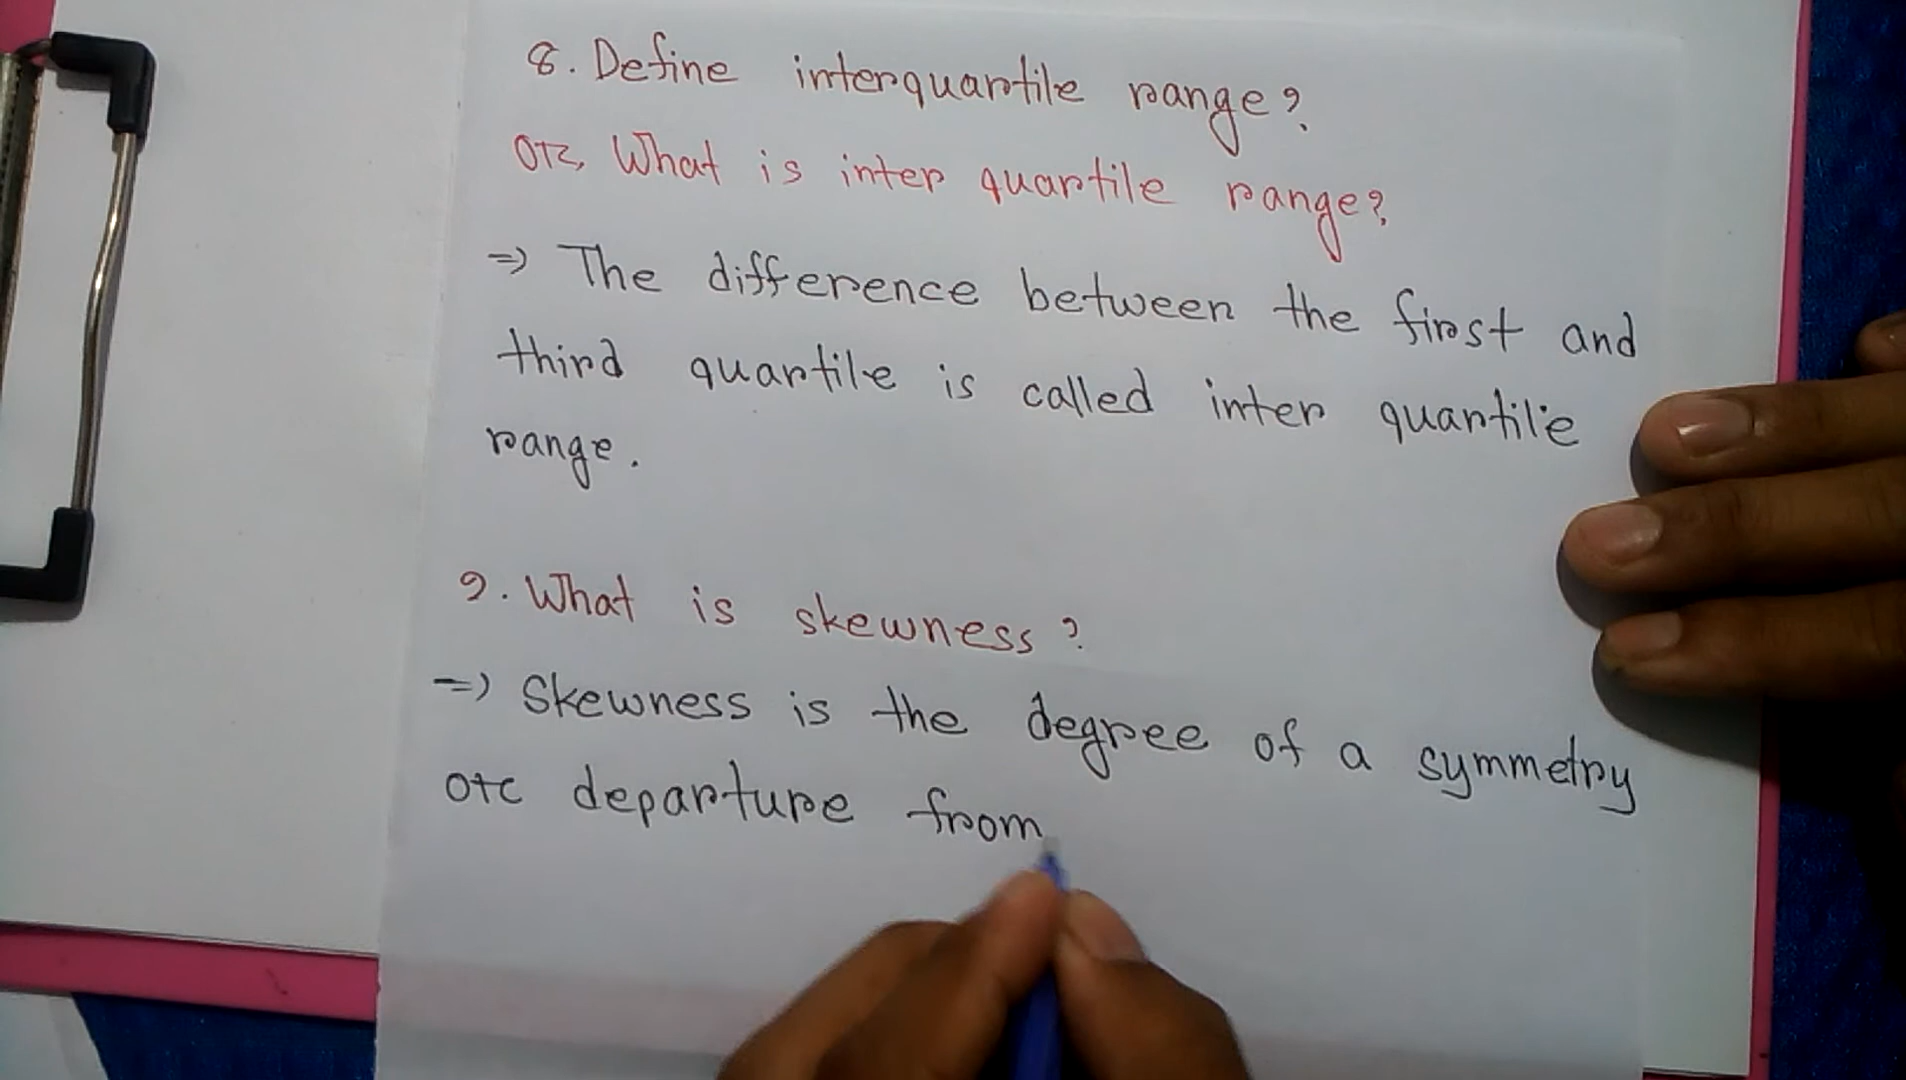 8. Define interquartile range?
Or, What is inter quartile range?
=> The difference between the first and
third quartile is called inter quartile
range.
9. What is skewness?
=> Skewness is the degree of a symmetry
or departure from